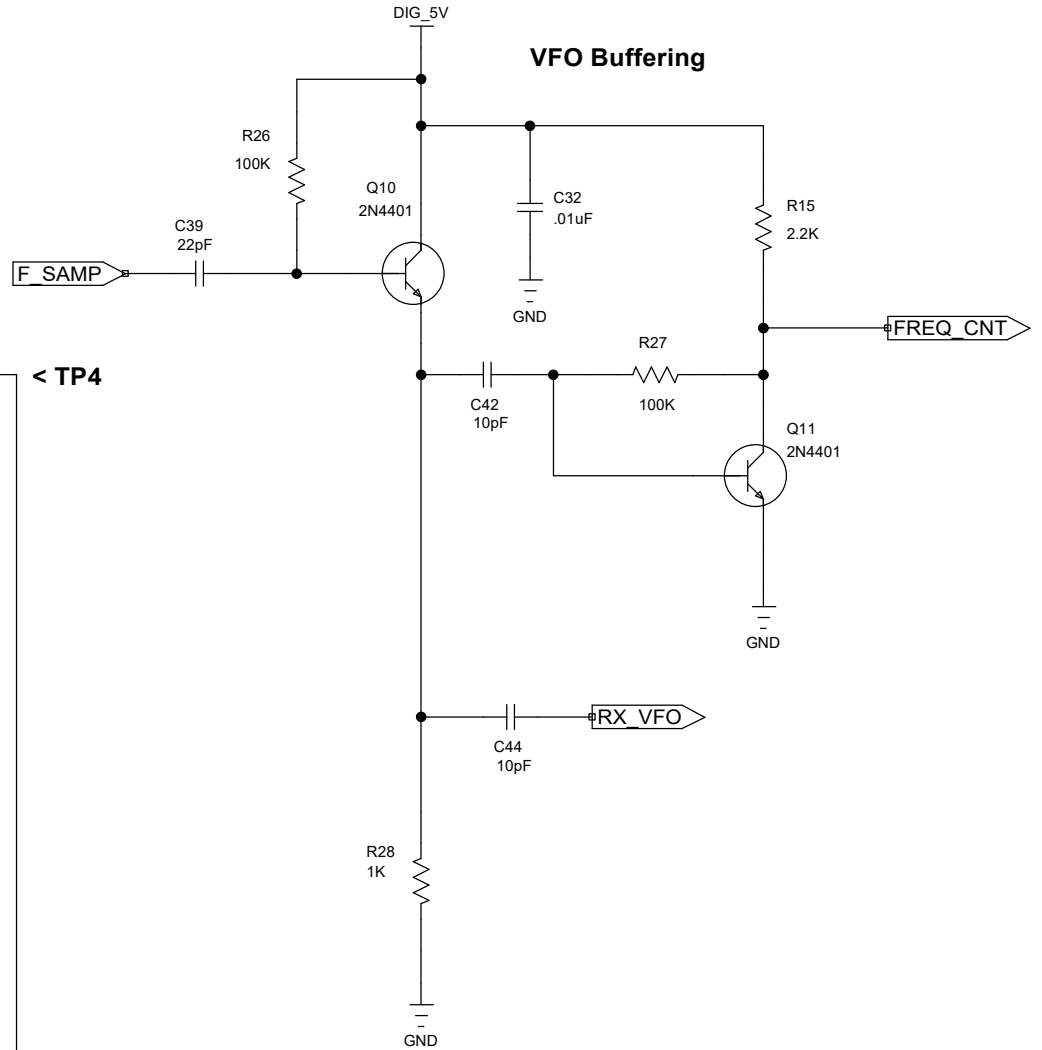 DIG_5V
VFO Buffering
R26
100K
Q10
2N4401
C32
.01uF
R15
2.2K
C39
22pF
F_SAMP
GND
FREQ_CNT
R27
100K
< TP4
C42
10pF
Q11
2N4401
GND
RX_VFO
C44
10pF
R28
1K
GND